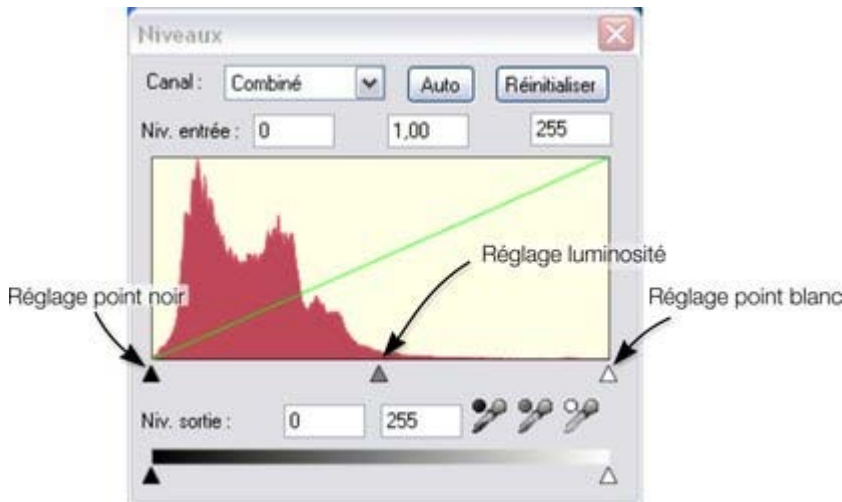 Niveaux
Canal : Combiné Auto Réinitialiser
Niv. entrée : 0 1,00 255
Réglage luminosité
Réglage point noir
Réglage point blanc
Niv. sortie : 0 255